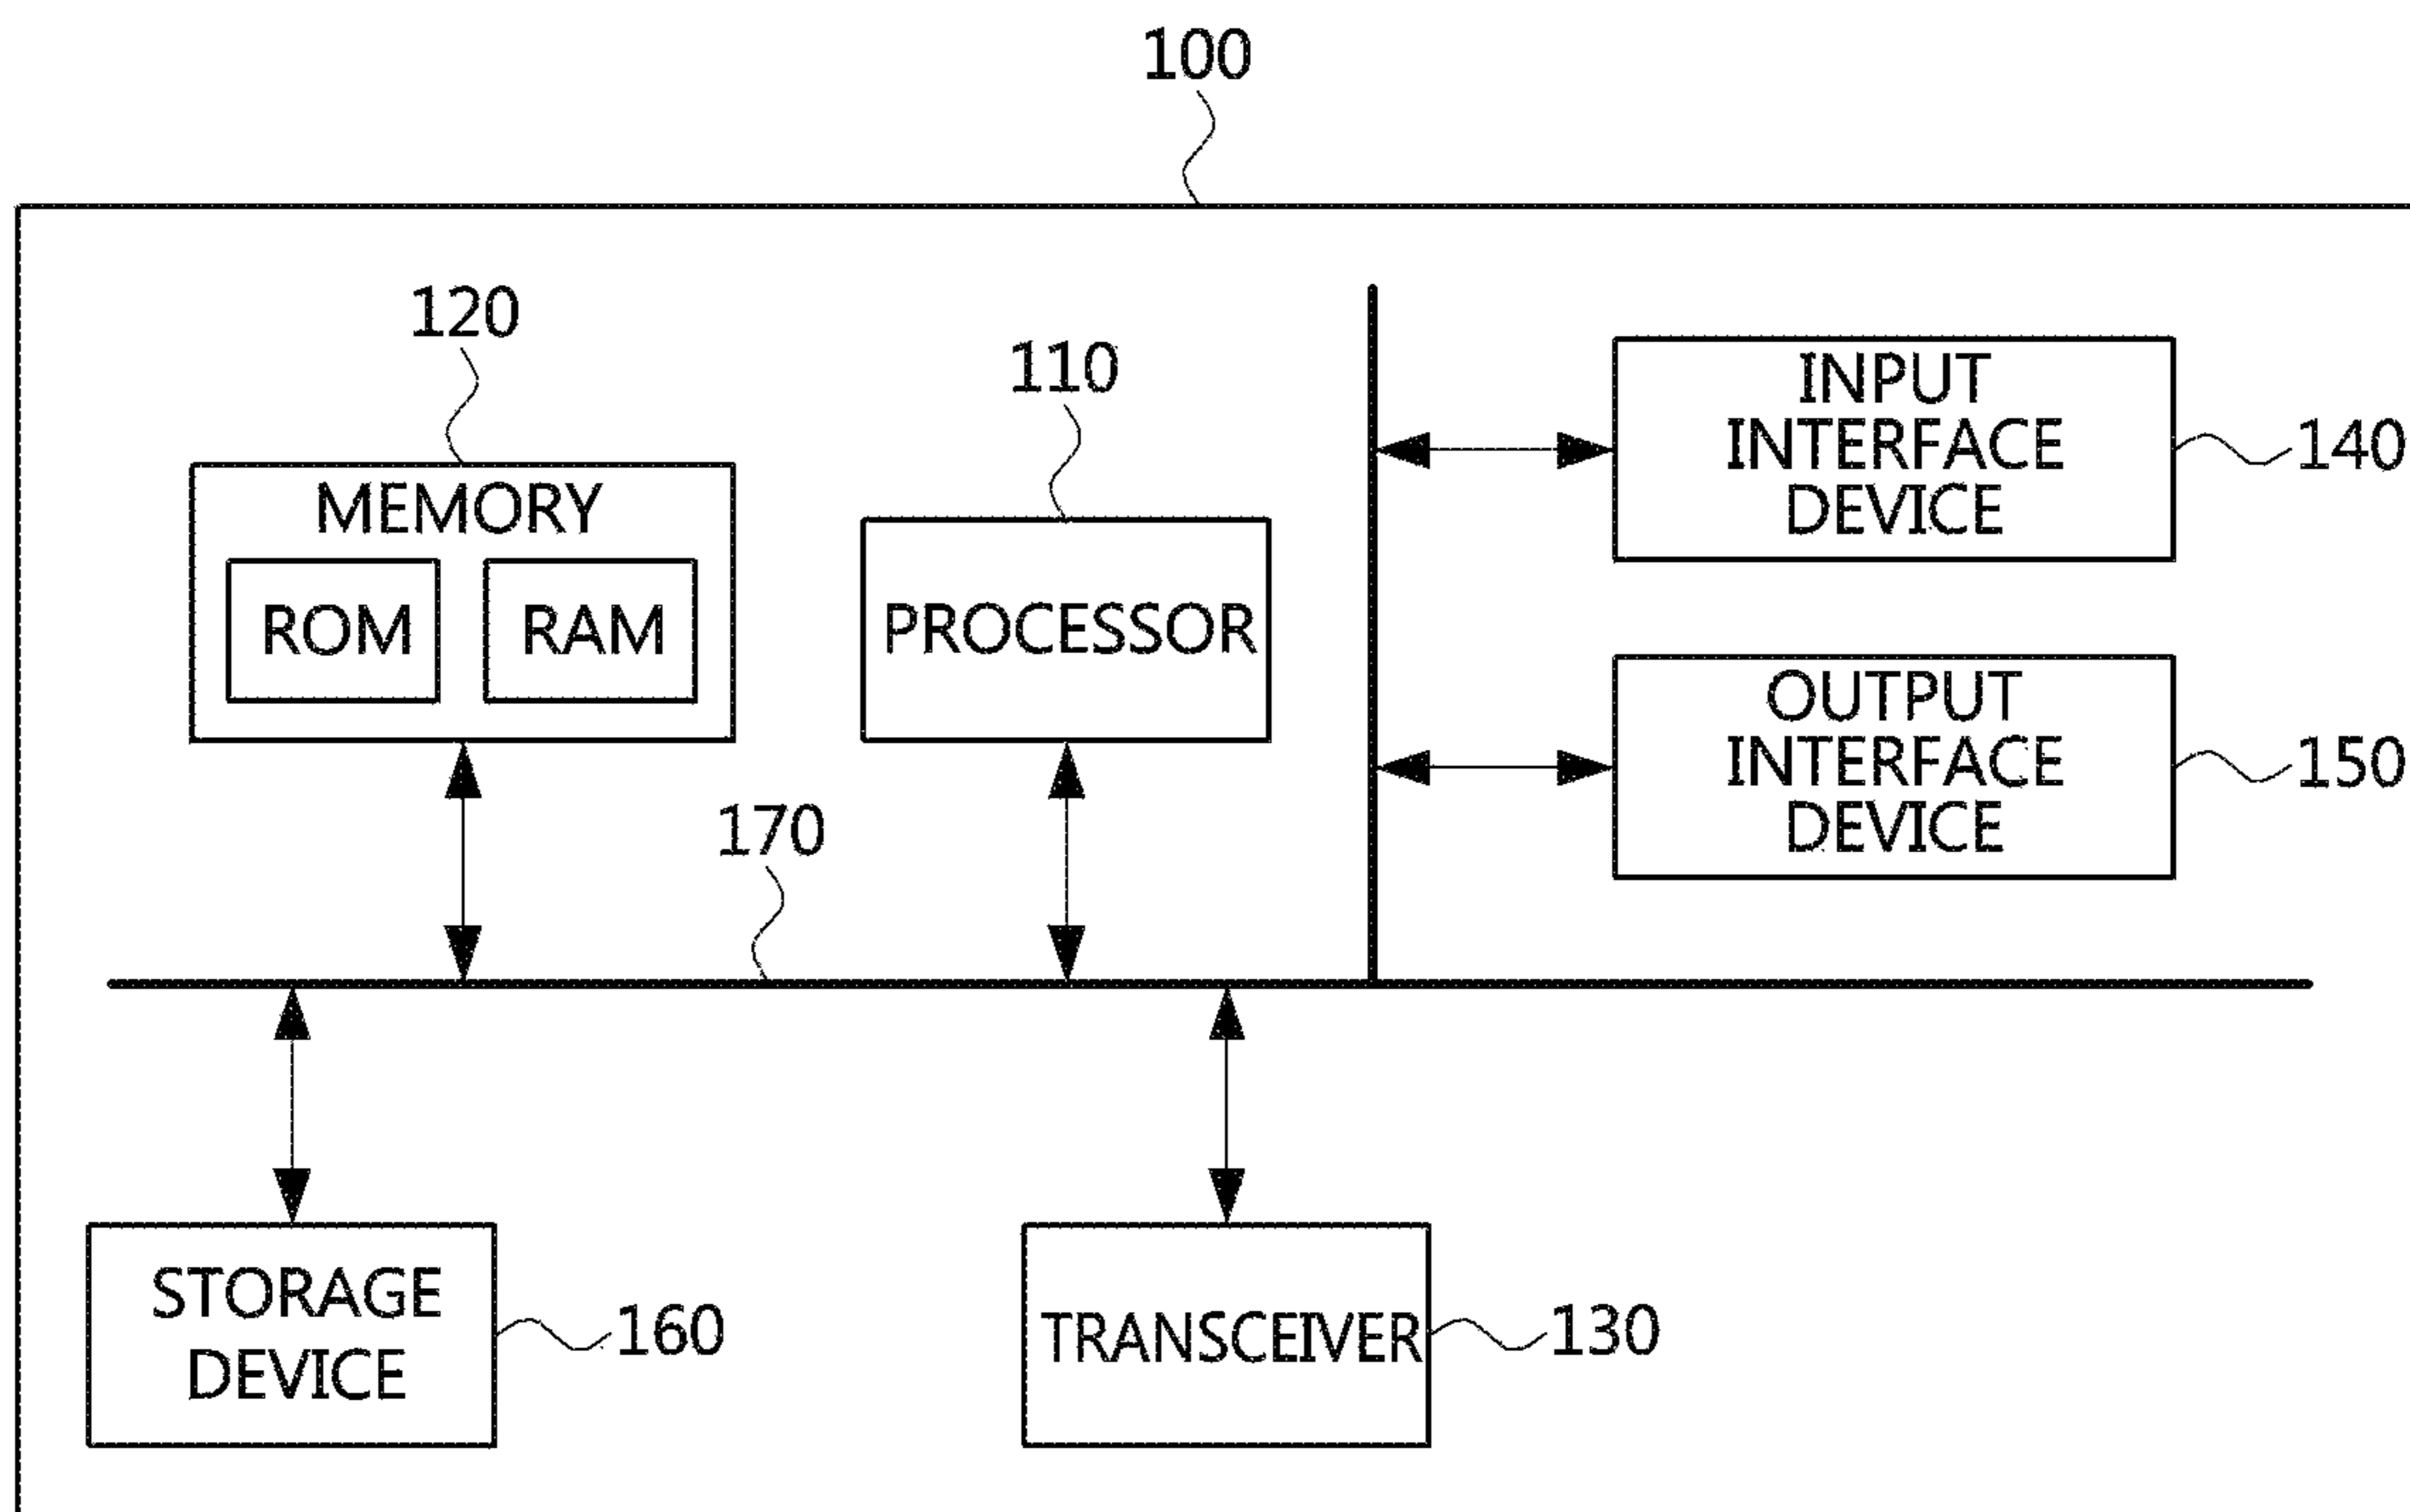 100
120
110
MEMORY
ROM
RAM
PROCESSOR
INPUT
INTERFACE
DEVICE
140
OUTPUT
INTERFACE
DEVICE
150
170
STORAGE
DEVICE
160
TRANSCEIVER
130